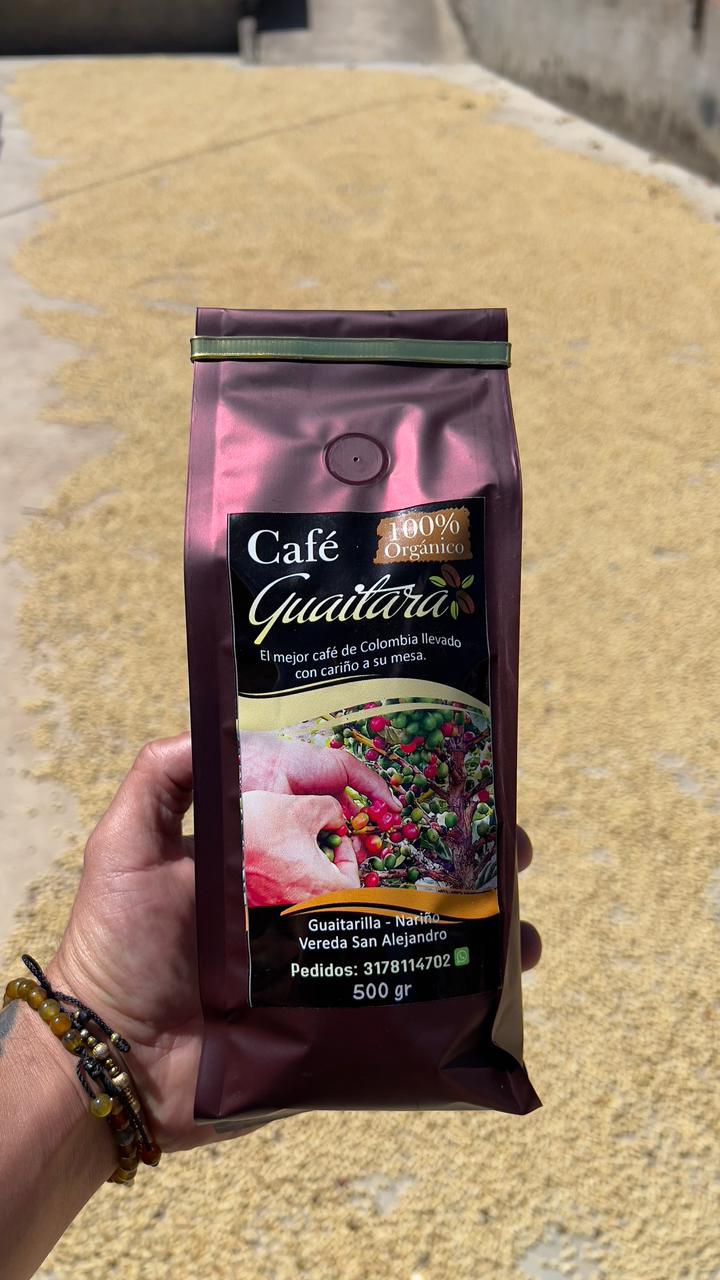 Café
100%
Orgánico
Guaitara
El mejor café de Colombia llevado
con cariño a su mesa.
Guaitarilla - Nariño
Vereda San Alejandro
Pedidos: 3178114702
500 gr